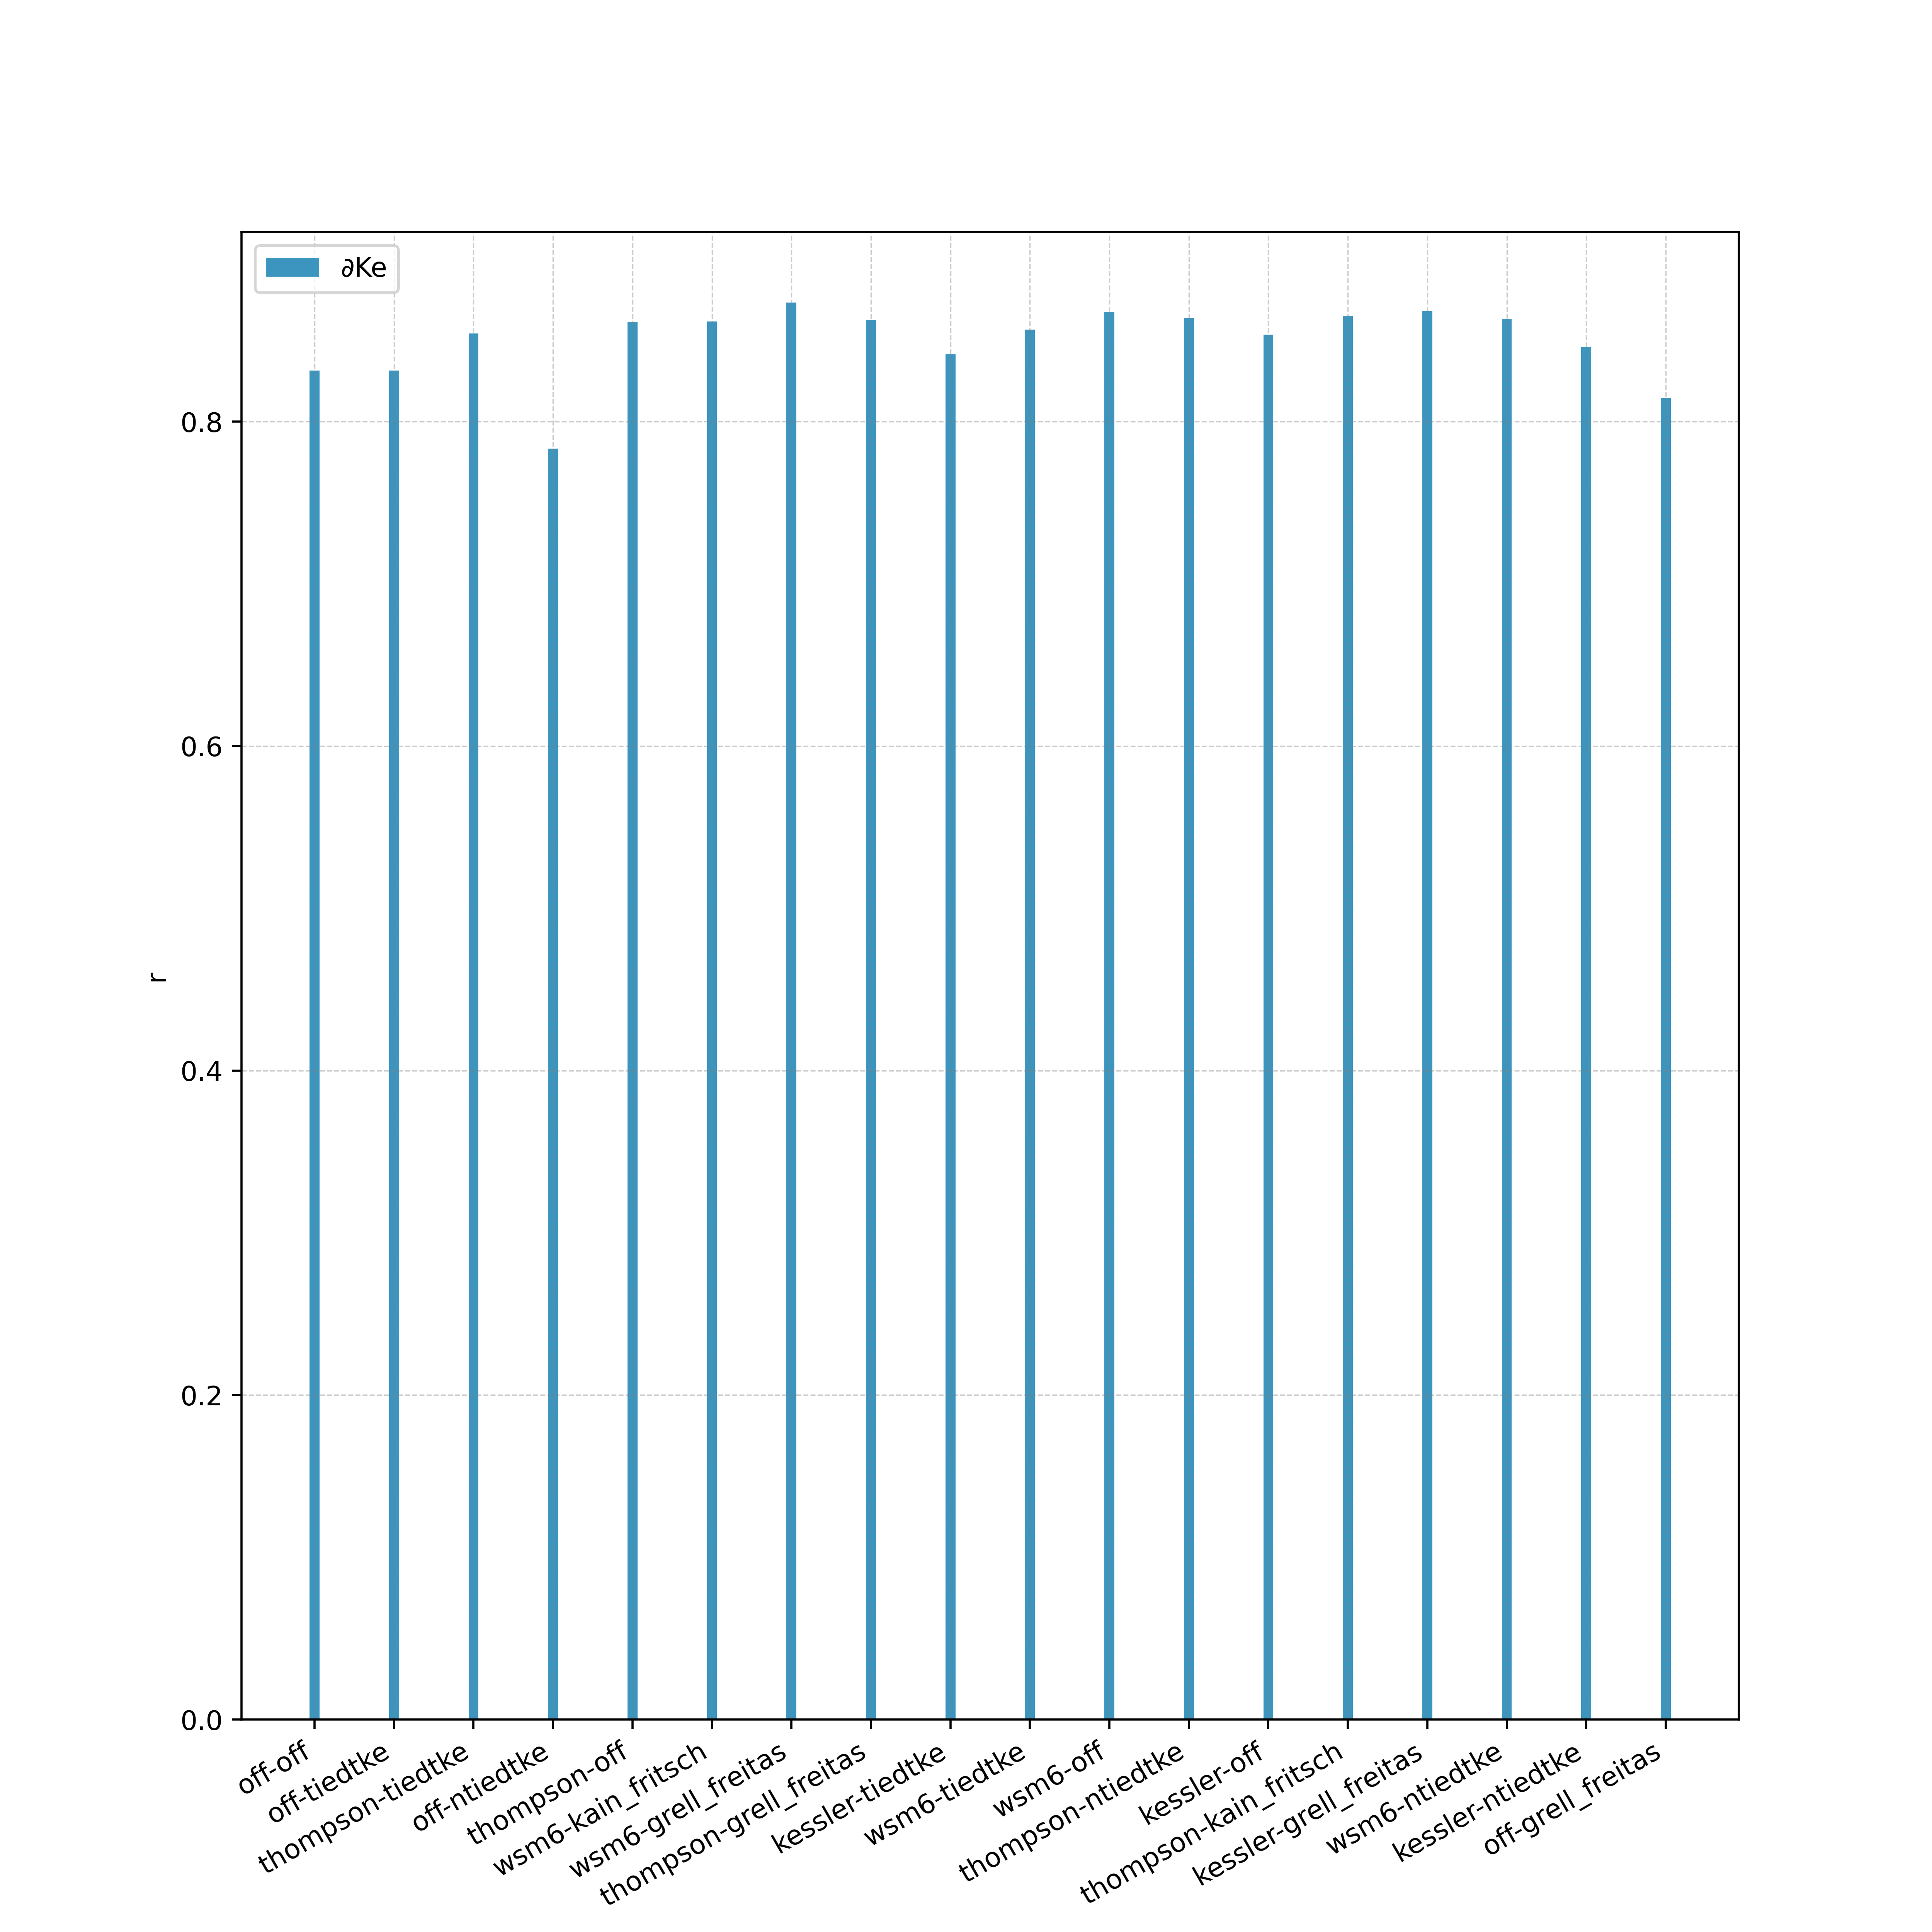 ∂Ke
0.8
0.6
r
0.4
0.2
0.0
off-off
off-tiedtke
thompson-tiedtke
off-ntiedtke
thompson-off
wsm6-kain_fritsch
wsm6-grell_freitas
thompson-grell_freitas
kessler-tiedtke
wsm6-tiedtke
wsm6-off
thompson-ntiedtke
kessler-off
thompson-kain_fritsch
kessler-grell_freitas
wsm6-ntiedtke
kessler-ntiedtke
off-grell_freitas